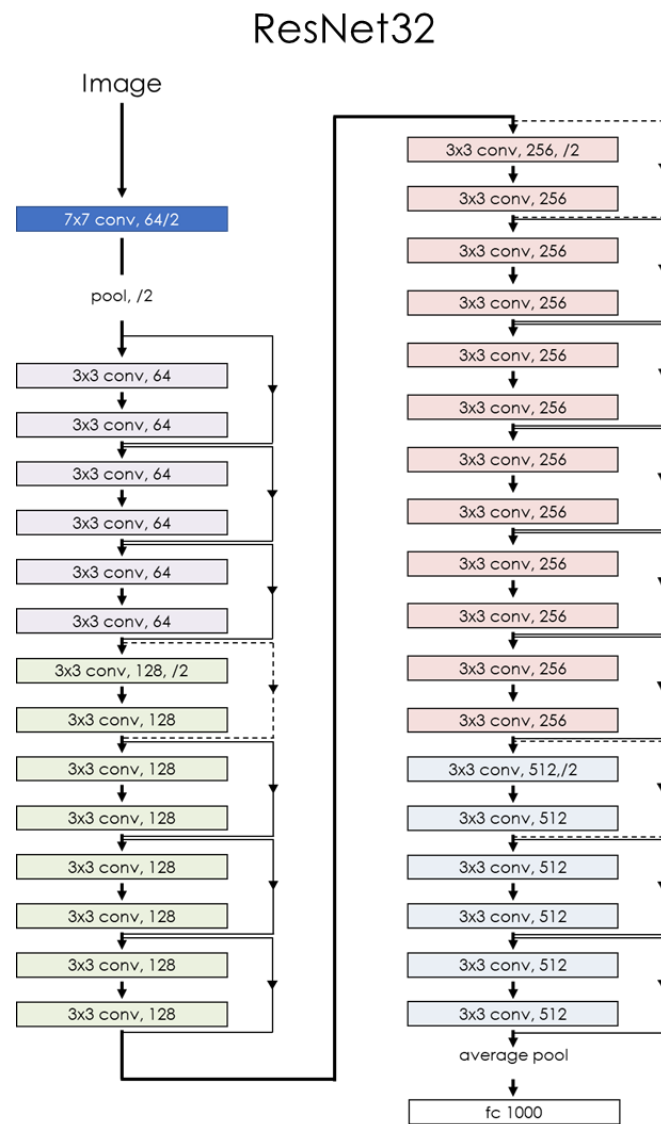 ResNet32
Image
7x7 conv, 64/2
pool, /2
3x3 conv, 64
3x3 conv, 64
3x3 conv, 64
3x3 conv, 64
3x3 conv, 64
3x3 conv, 64
3x3 conv, 128, /2
3x3 conv, 128
3x3 conv, 128
3x3 conv, 128
3x3 conv, 128
3x3 conv, 128
3x3 conv, 128
3x3 conv, 128
3x3 conv, 256, /2
3x3 conv, 256
3x3 conv, 256
3x3 conv, 256
3x3 conv, 256
3x3 conv, 256
3x3 conv, 256
3x3 conv, 256
3x3 conv, 256
3x3 conv, 256
3x3 conv, 256
3x3 conv, 256
3x3 conv, 512,/2
3x3 conv, 512
3x3 conv, 512
3x3 conv, 512
3x3 conv, 512
3x3 conv, 512
average pool
fc 1000